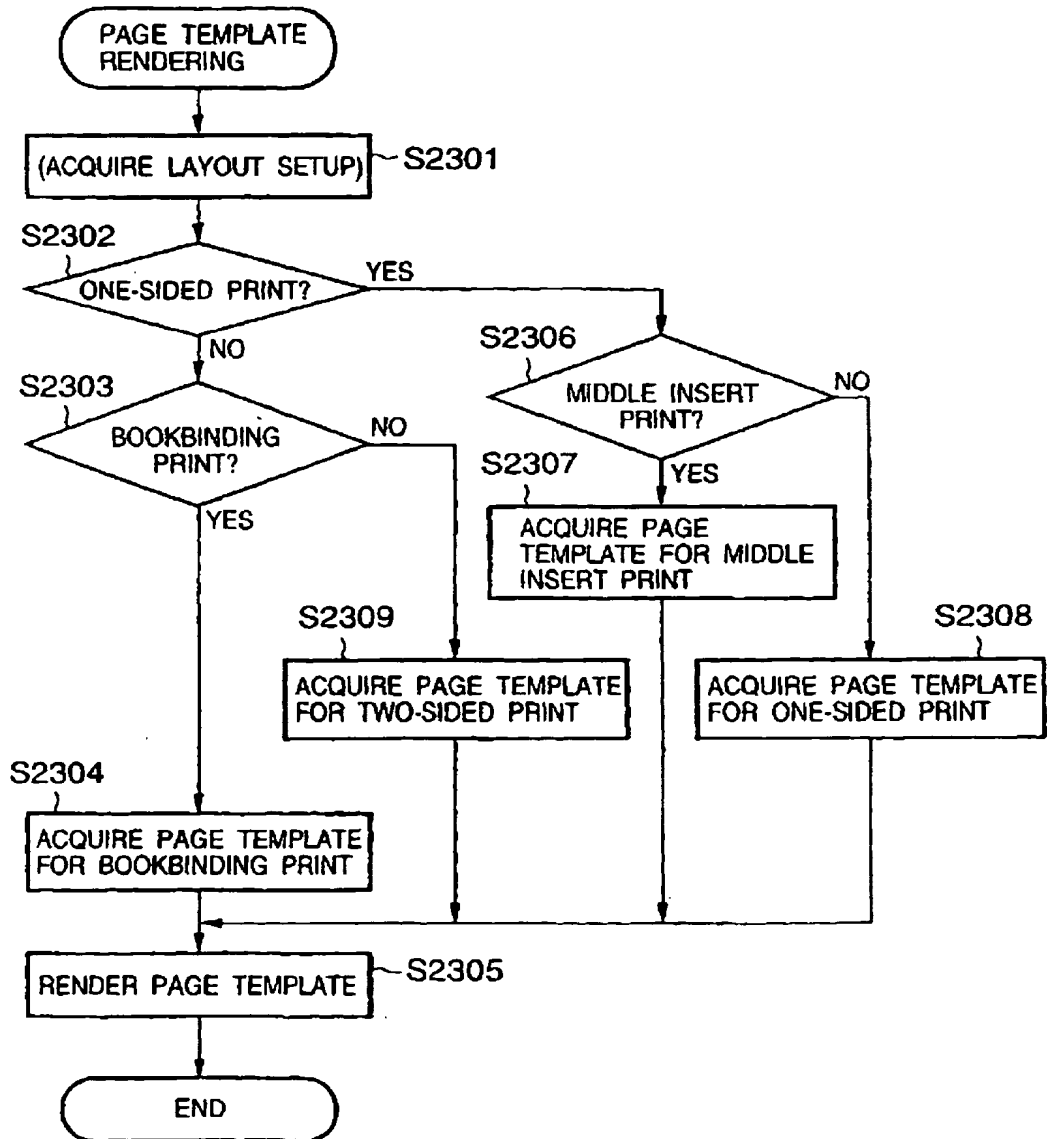 PAGE TEMPLATE
RENDERING
(ACQUIRE LAYOUT SETUP)
S2301
S2302
ONE-SIDED PRINT?
YES
NO
S2303
BOOKBINDING
PRINT?
NO
YES
S2306
MIDDLE INSERT
PRINT?
NO
YES
S2307
ACQUIRE PAGE
TEMPLATE FOR MIDDLE
INSERT PRINT
S2309
ACQUIRE PAGE TEMPLATE
FOR TWO-SIDED PRINT
S2308
ACQUIRE PAGE TEMPLATE
FOR ONE-SIDED PRINT
S2304
ACQUIRE PAGE TEMPLATE
FOR BOOKBINDING PRINT
RENDER PAGE TEMPLATE
S2305
END